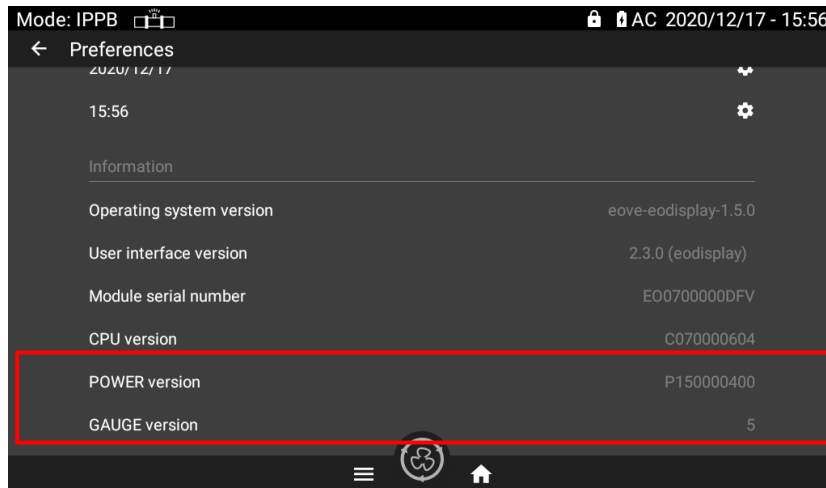 Mode: IPPB AC 2020/12/17 - 15:56
Preferences
2020/12/17
15:56
Information
Operating system version eove-eodisplay-1.5.0
User interface version 2.3.0 (eodisplay)
Module serial number EO0700000DFV
CPU version C070000604
POWER version P150000400
GAUGE version 5